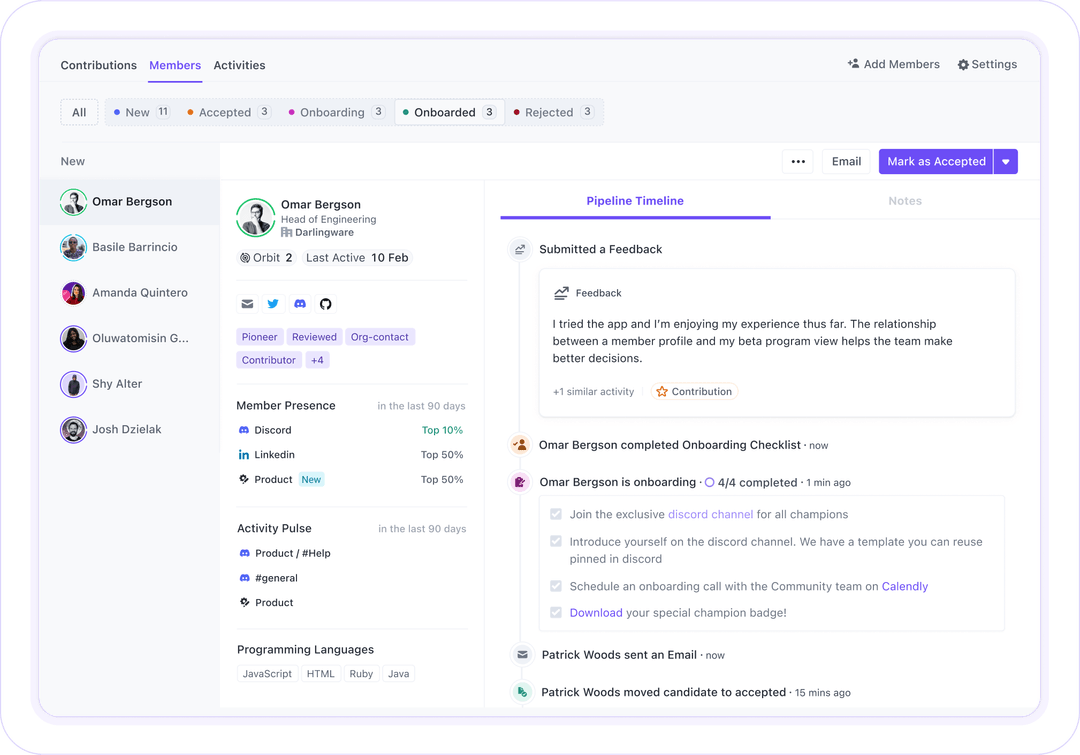 Contributions Members Activities Add Members Settings
All New 11 Accepted 3 Onboarding 3 Onboarded 3 Rejected 3
New
Omar Bergson
Basile Barrincio
Amanda Quintero
Oluwatomisin G...
Shy Alter
Josh Dzielak
••• Email Mark as Accepted
Omar Bergson
Head of Engineering
Darlingware
Orbit 2 Last Active 10 Feb
Pioneer Reviewed Org-contact
Contributor +4
Member Presence in the last 90 days
Discord Top 10%
in Linkedin Top 50%
Product New Top 50%
Activity Pulse in the last 90 days
Product / #Help
#general
Product
Programming Languages
JavaScript HTML Ruby Java
Pipeline Timeline Notes
Submitted a Feedback
Feedback
I tried the app and I'm enjoying my experience thus far. The relationship
between a member profile and my beta program view helps the team make
better decisions.
+1 similar activity Contribution
Omar Bergson completed Onboarding Checklist · now
Omar Bergson is onboarding · 4/4 completed · 1 min ago
Join the exclusive discord channel for all champions
Introduce yourself on the discord channel. We have a template you can reuse
pinned in discord
Schedule an onboarding call with the Community team on Calendly
Download your special champion badge!
Patrick Woods sent an Email · now
Patrick Woods moved candidate to accepted · 15 mins ago